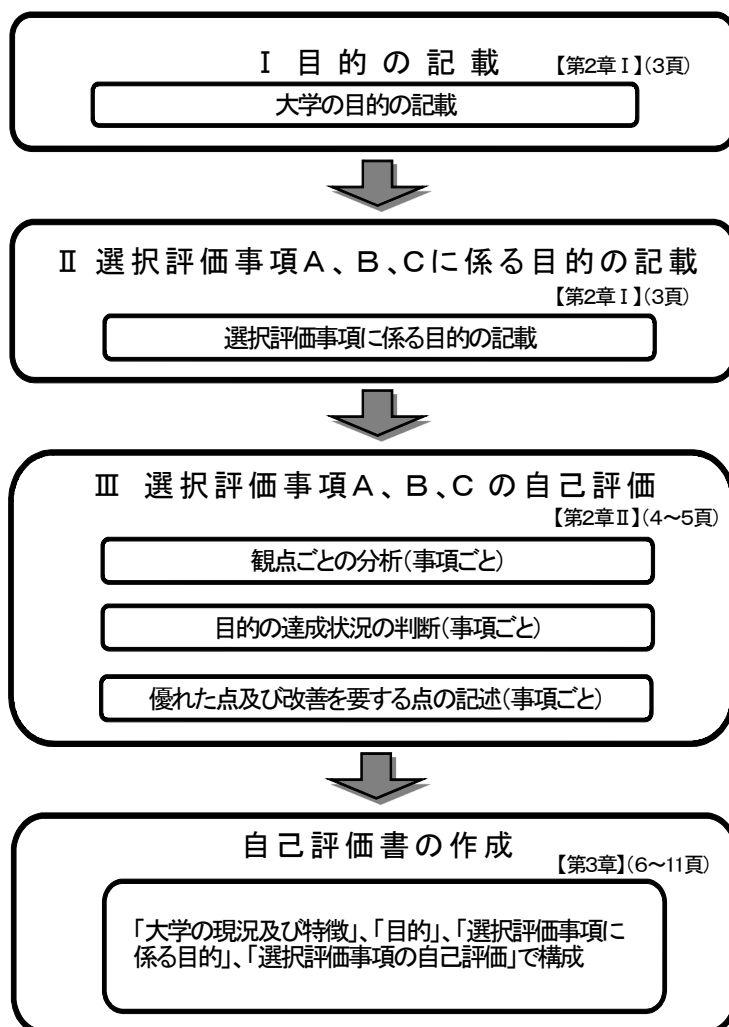 Ⅰ 目的の記載 【第2章Ⅰ】(3頁)
大学の目的の記載
Ⅱ 選択評価事項A、B、Cに係る目的の記載
【第2章Ⅰ】(3頁)
選択評価事項に係る目的の記載
Ⅲ 選択評価事項A、B、C の自己評価
【第2章Ⅱ】(4~5頁)
観点ごとの分析(事項ごと)
目的の達成状況の判断(事項ごと)
優れた点及び改善を要する点の記述(事項ごと)
自己評価書の作成
【第3章】(6~11頁)
「大学の現況及び特徴」、「目的」、「選択評価事項に
係る目的」、「選択評価事項の自己評価」で構成